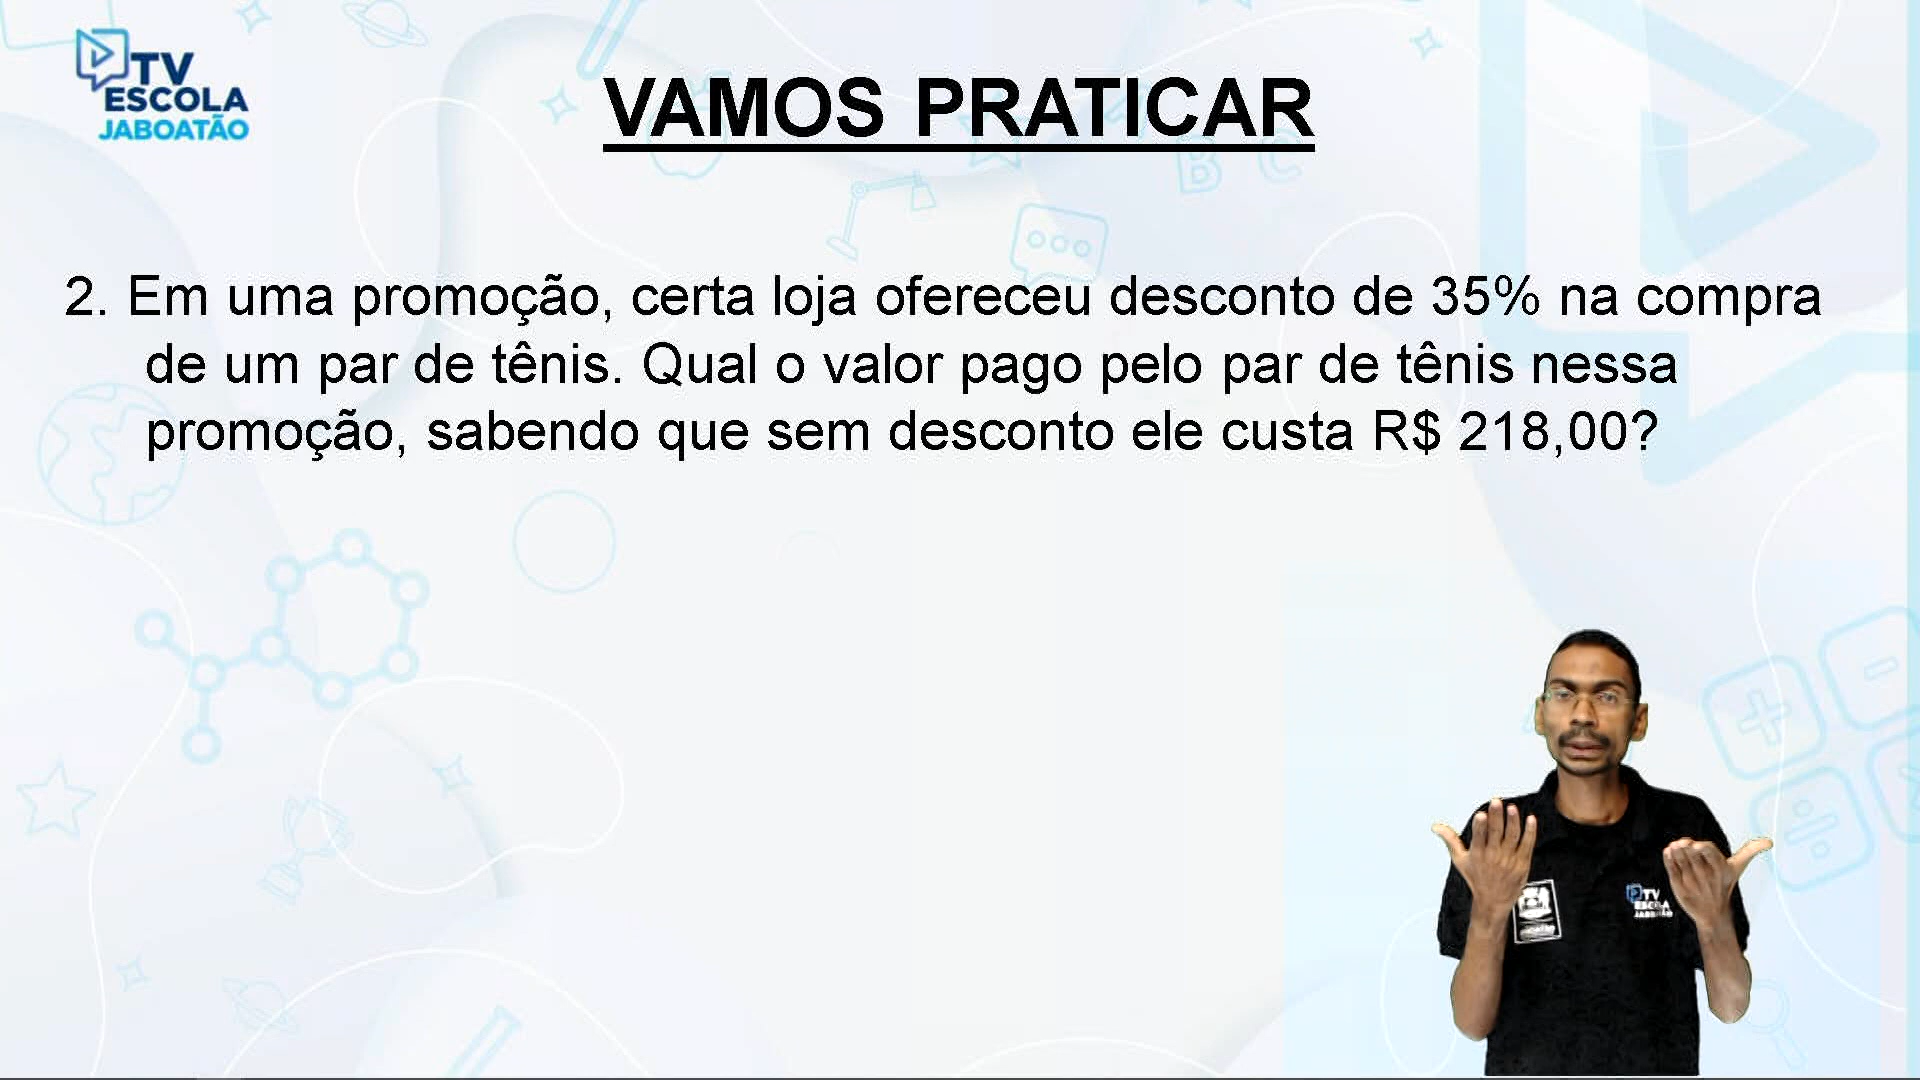 TV
ESCOLA
JABOATÃO
VAMOS PRATICAR
B C
2. Em uma promoção, certa loja ofereceu desconto de 35% na compra
de um par de tênis. Qual o valor pago pelo par de tênis nessa
promoção, sabendo que sem desconto ele custa R$ 218,00?
TV
ESCOLA